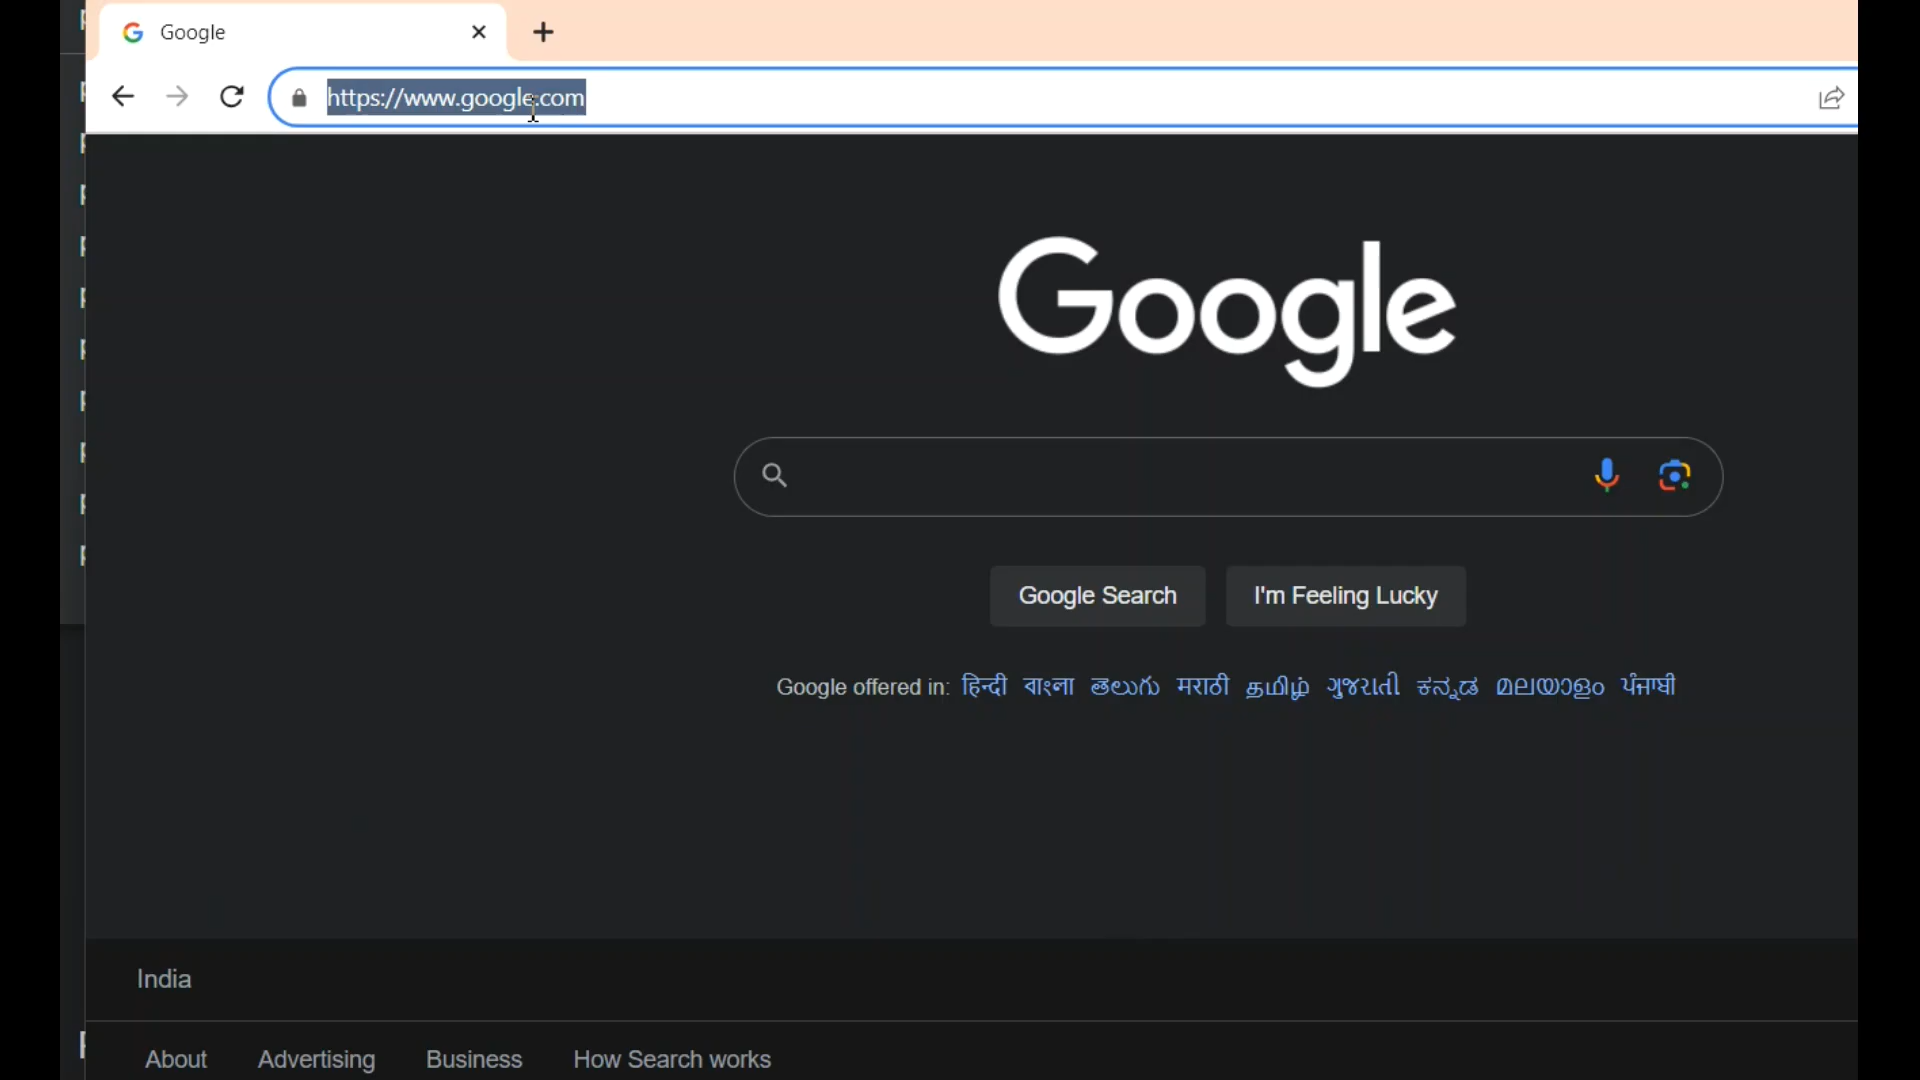 Google
https://www.google.com
Google
Google Search
I'm Feeling Lucky
Google offered in: हिन्दी বাংলা తెలుగు मराठी தமிழ் ગુજરાતી ಕನ್ನಡ മലയാളം ਪੰਜਾਬੀ
India
About Advertising Business How Search works